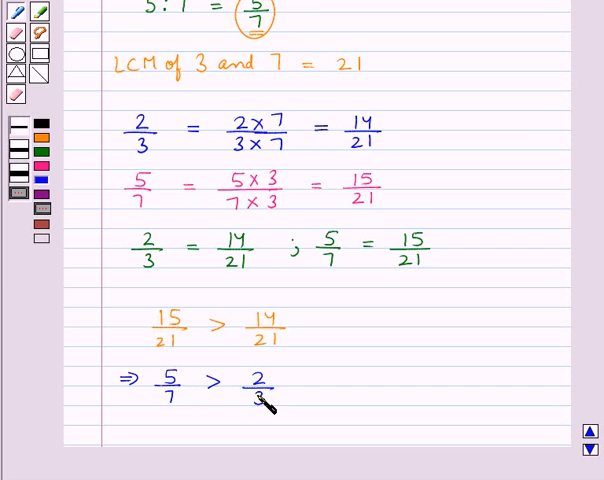 5 : 7 = 5/7
LCM of 3 and 7 = 21
2/3 = 2 × 7/3 × 7 = 14/21
5/7 = 5 × 3/7 × 3 = 15/21
2/3 = 14/21 ; 5/7 = 15/21
15/21 > 14/21
⇒ 5/7 > 2/3